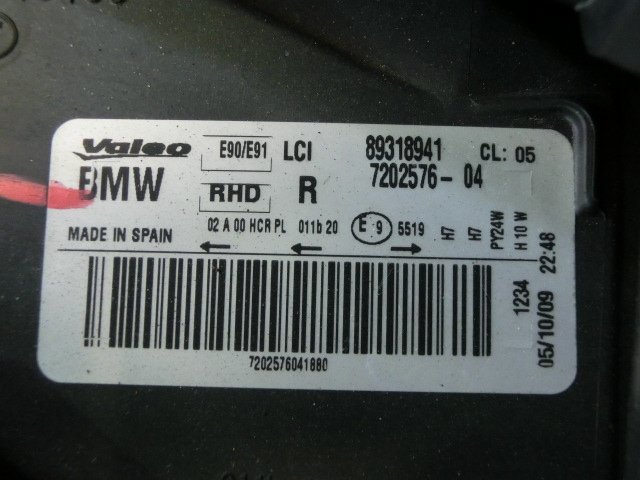 Valeo E90/E91 LCI 89318941 CL: 05
BMW RHD R 7202576-04
02 A 00 HCR PL 011b 20 E 9 5519 H7 H7 PY24W H 10 W
MADE IN SPAIN
1234
05/10/09 22:48
7202576041880